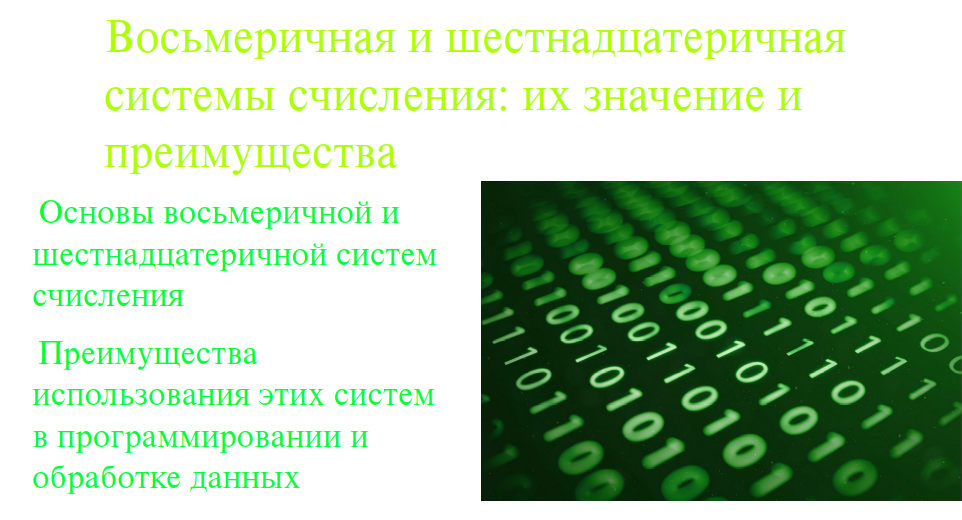 Восьмеричная и шестнадцатеричная
системы счисления: их значение и
преимущества
Основы восьмеричной и
шестнадцатеричной систем
счисления
Преимущества
использования этих систем
в программировании и
обработке данных